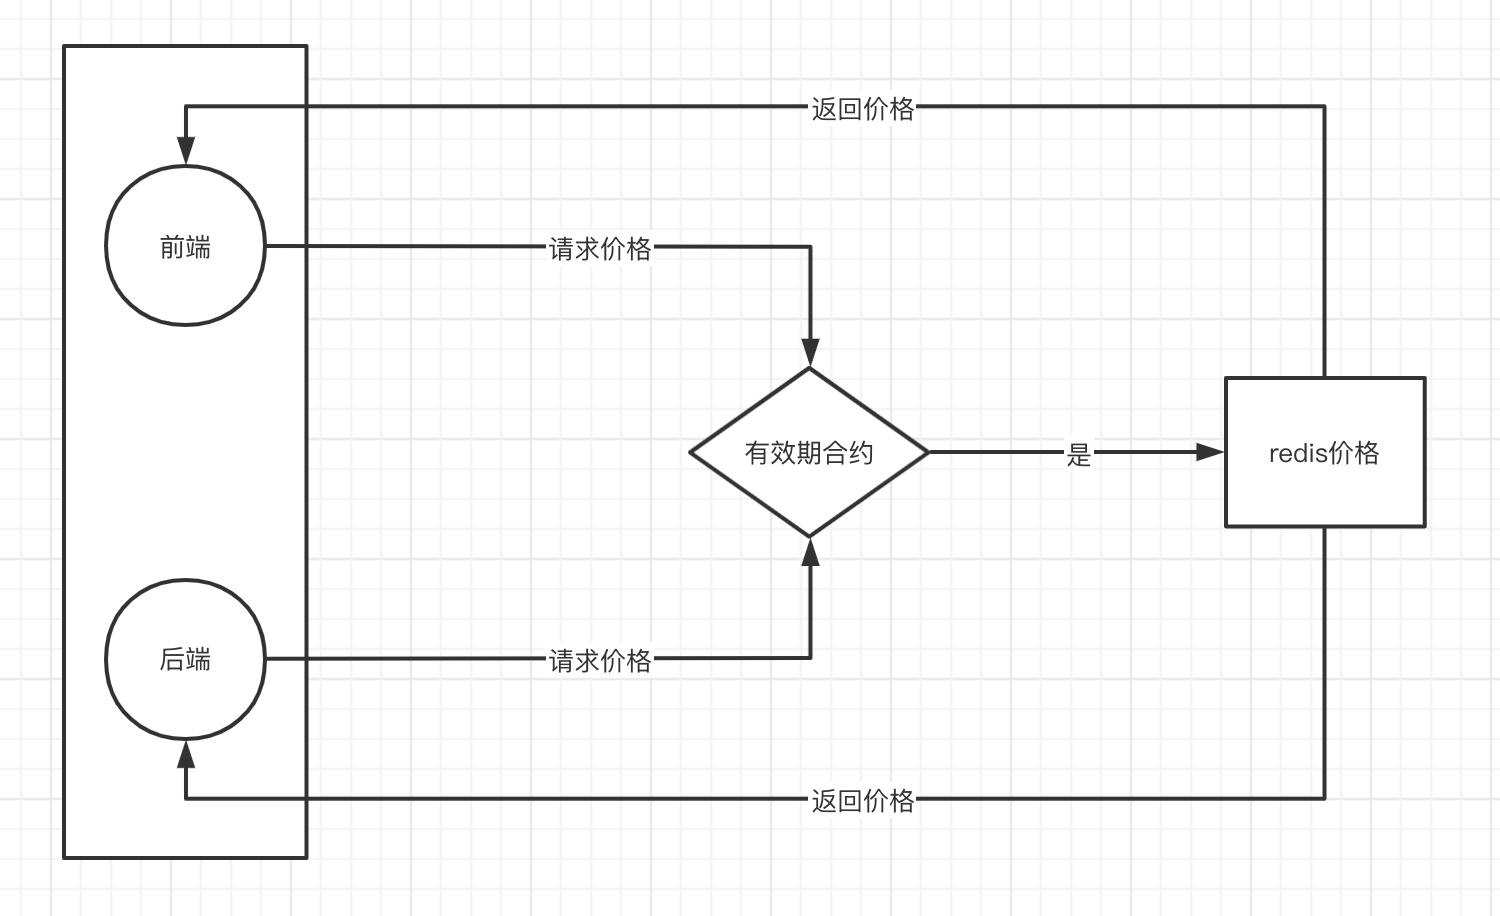 返回价格
前端
请求价格
有效期合约
是
redis价格
后端
请求价格
返回价格